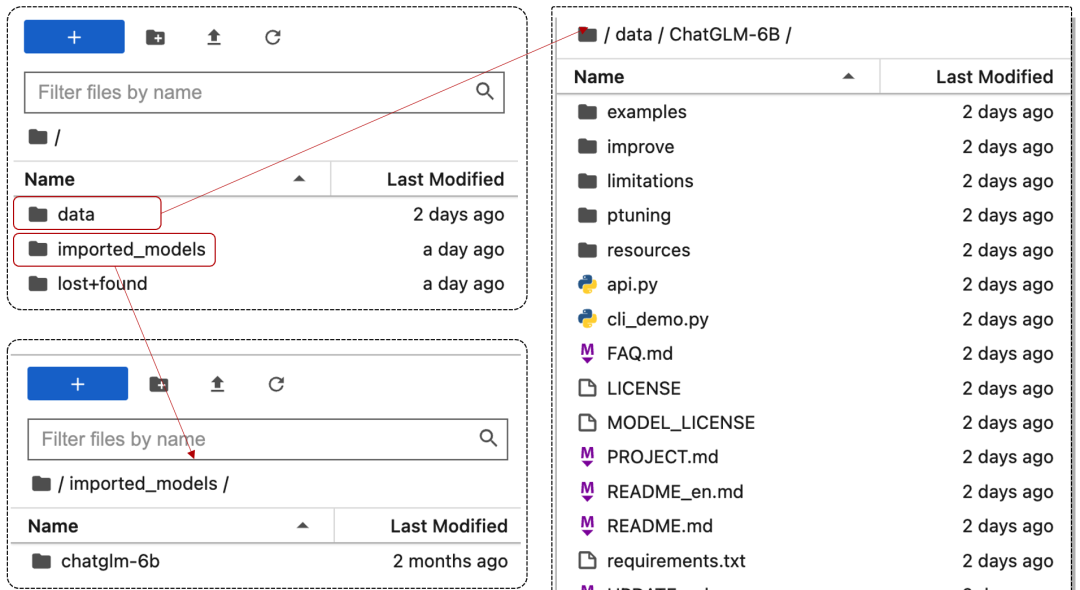 Filter files by name
/
Name Last Modified
data 2 days ago
imported_models a day ago
lost+found a day ago
Filter files by name
/ imported_models /
Name Last Modified
chatglm-6b 2 months ago
/ data / ChatGLM-6B /
Name Last Modified
examples 2 days ago
improve 2 days ago
limitations 2 days ago
ptuning 2 days ago
resources 2 days ago
api.py 2 days ago
cli_demo.py 2 days ago
FAQ.md 2 days ago
LICENSE 2 days ago
MODEL_LICENSE 2 days ago
PROJECT.md 2 days ago
README_en.md 2 days ago
README.md 2 days ago
requirements.txt 2 days ago